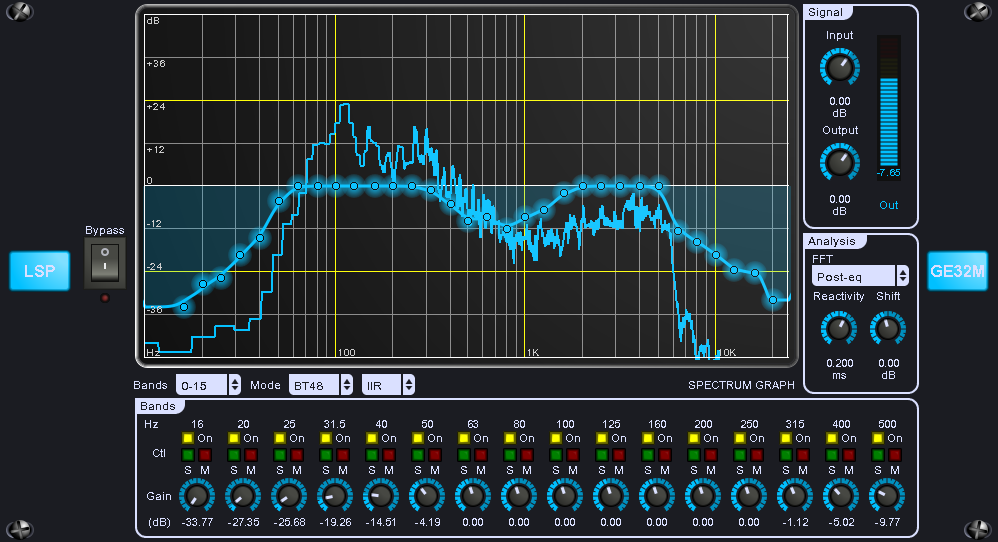 dB
+36
+24
+12
0
-12
-24
-36
Hz 100 1K 10K
Signal
Input
0.00
dB
Output
0.00
dB
-7.65
Out
Bypass
LSP
GE32M
Analysis
FFT
Post-eq
Reactivity Shift
0.200 0.00
ms dB
Bands 0-15 Mode BT48 IIR SPECTRUM GRAPH
Bands
Hz 16 20 25 31.5 40 50 63 80 100 125 160 200 250 315 400 500
On On On On On On On On On On On On On On On On
Ctl
S M S M S M S M S M S M S M S M S M S M S M S M S M S M S M S M
Gain
(dB) -33.77 -27.35 -25.68 -19.26 -14.51 -4.19 0.00 0.00 0.00 0.00 0.00 0.00 0.00 -1.12 -5.02 -9.77